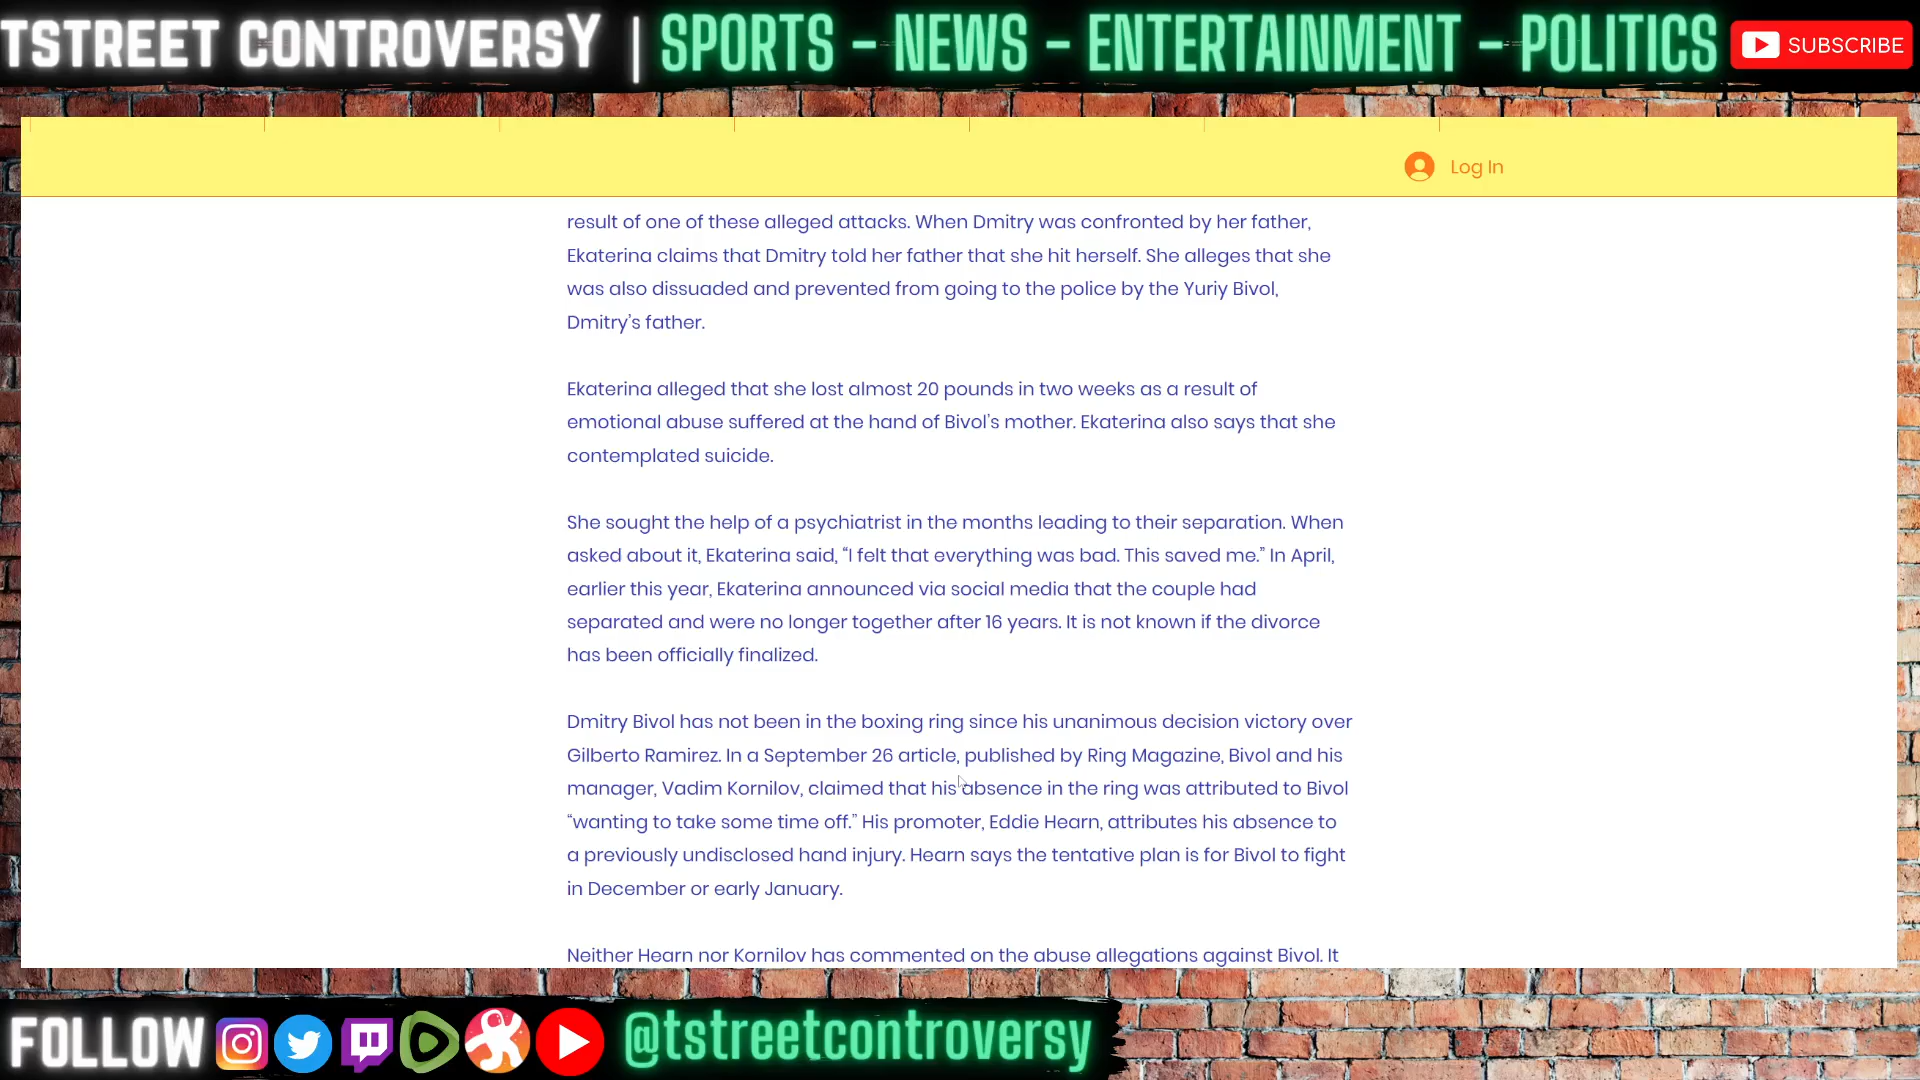 TSTREET CONTROVERSY | SPORTS - NEWS - ENTERTAINMENT - POLITICS
SUBSCRIBE
Log In
result of one of these alleged attacks. When Dmitry was confronted by her father,
Ekaterina claims that Dmitry told her father that she hit herself. She alleges that she
was also dissuaded and prevented from going to the police by the Yuriy Bivol,
Dmitry’s father.
Ekaterina alleged that she lost almost 20 pounds in two weeks as a result of
emotional abuse suffered at the hand of Bivol’s mother. Ekaterina also says that she
contemplated suicide.
She sought the help of a psychiatrist in the months leading to their separation. When
asked about it, Ekaterina said, “I felt that everything was bad. This saved me.” In April,
earlier this year, Ekaterina announced via social media that the couple had
separated and were no longer together after 16 years. It is not known if the divorce
has been officially finalized.
Dmitry Bivol has not been in the boxing ring since his unanimous decision victory over
Gilberto Ramirez. In a September 26 article, published by Ring Magazine, Bivol and his
manager, Vadim Kornilov, claimed that his absence in the ring was attributed to Bivol
“wanting to take some time off.” His promoter, Eddie Hearn, attributes his absence to
a previously undisclosed hand injury. Hearn says the tentative plan is for Bivol to fight
in December or early January.
Neither Hearn nor Kornilov has commented on the abuse allegations against Bivol. It
FOLLOW @tstreetcontroversy